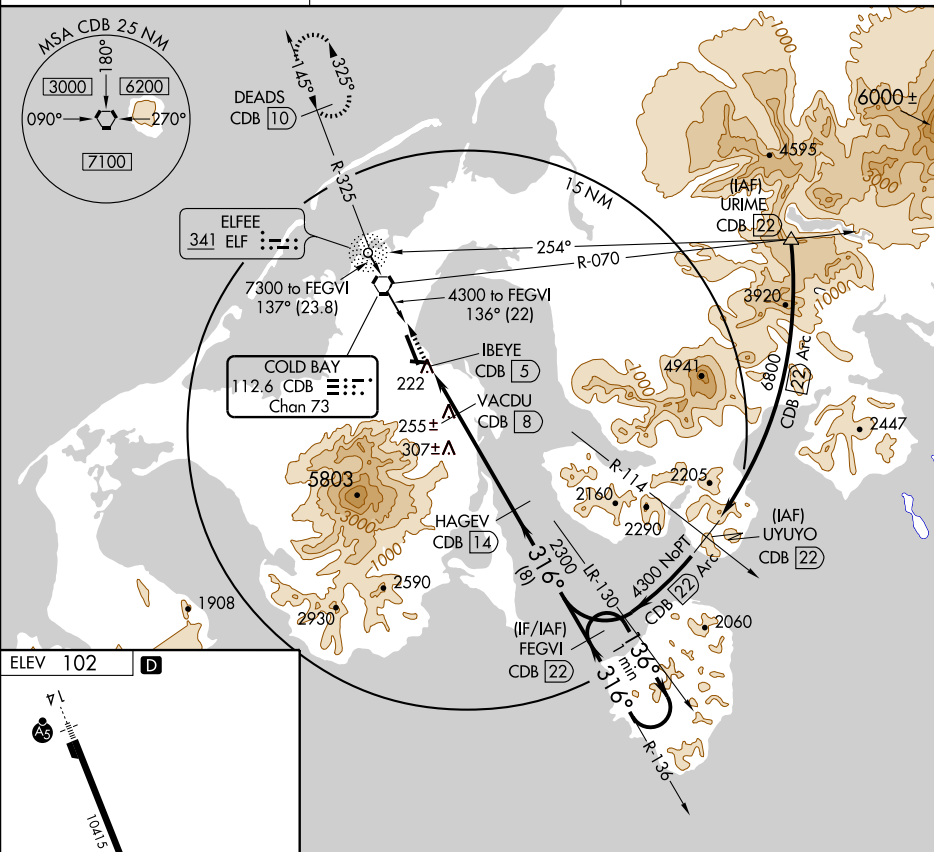 MSA CDB 25 NM
180°
3000
6200
090°
270°
7100
145°
325°
DEADS
CDB 10
R-325
15 NM
1000
6000 ±
4595
3000
(IAF)
URIME
CDB 22
ELFEE
341 ELF
254°
R-070
7300 to FEGVI
137° (23.8)
4300 to FEGVI
136° (22)
3920
1000
COLD BAY
112.6 CDB
Chan 73
IBEYE
CDB 5
222
VACDU
CDB 8
255 ±
307±
1000
4941
6800
CDB 22 Arc
2447
5803
3000
1000
R-114
2205
2160
2290
(IAF)
UYUYO
CDB 22
HAGEV
CDB 14
2300
LR-130
4300 NoPT
CDB 22 Arc
316°
(8)
2590
2930
1908
(IF/IAF)
FEGVI
CDB 22
1 min
136°
316°
2060
R-136
ELEV 102
D
14
A5
10415